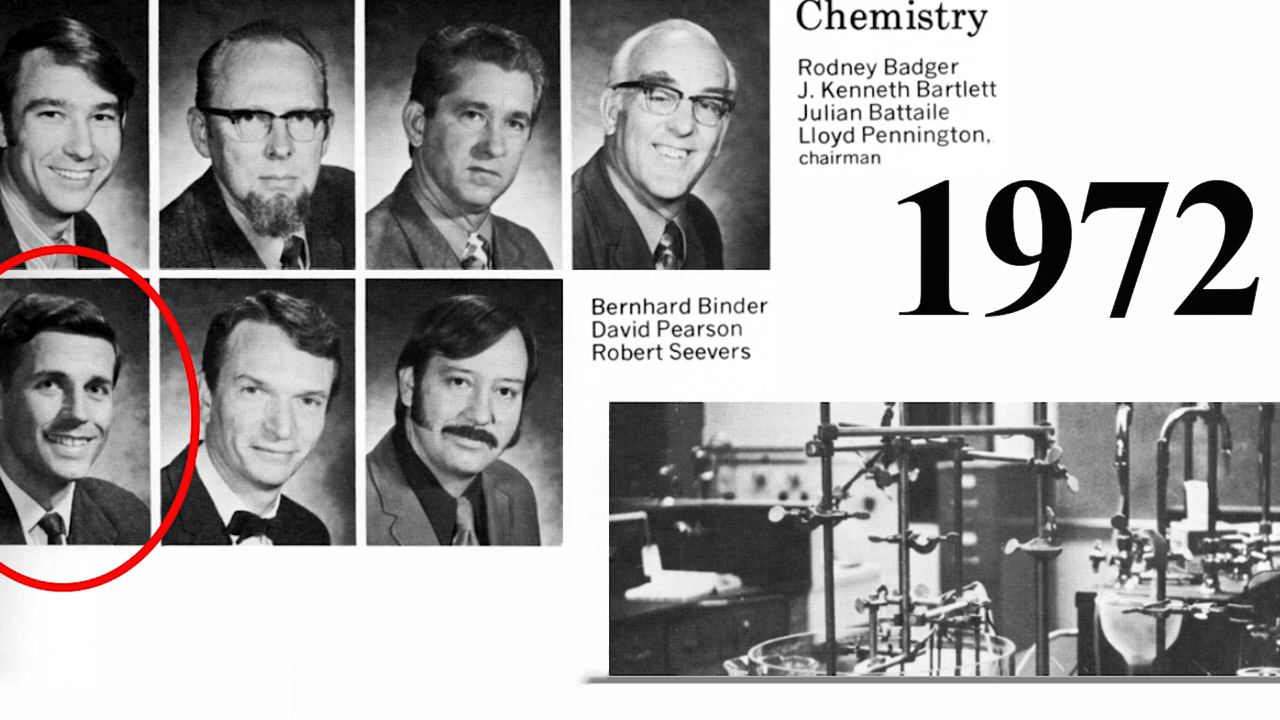 Chemistry
Rodney Badger
J. Kenneth Bartlett
Julian Battaile
Lloyd Pennington,
chairman
1972
Bernhard Binder
David Pearson
Robert Seevers